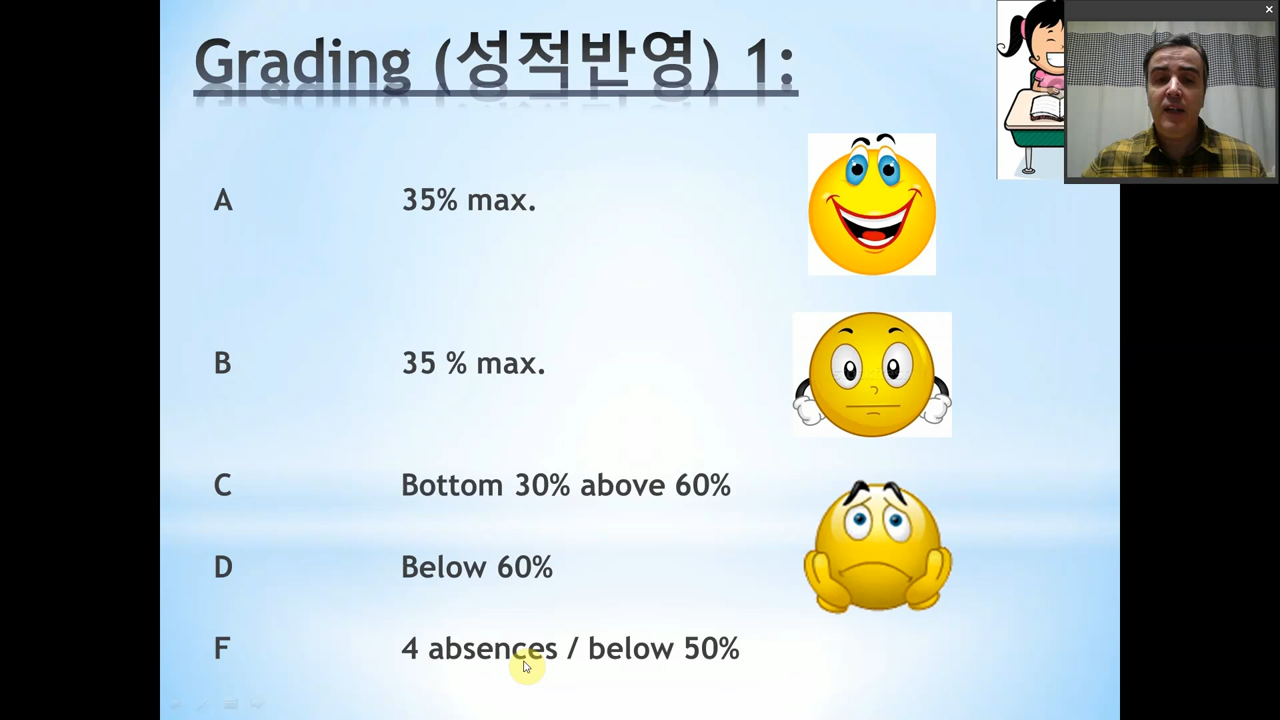 Grading (성적반영) 1:
A 35% max.
B 35 % max.
C Bottom 30% above 60%
D Below 60%
F 4 absences / below 50%